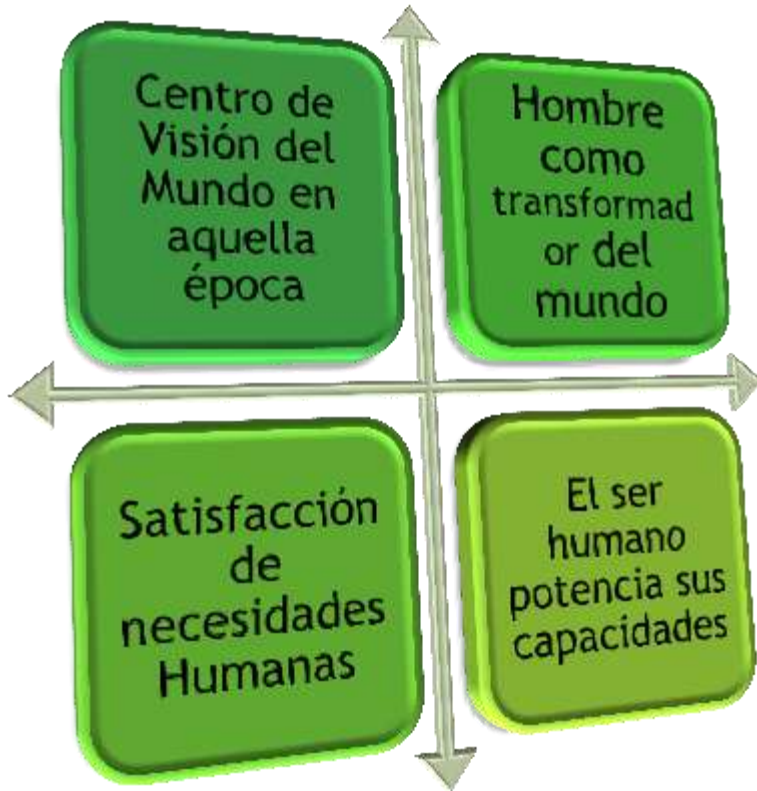 Centro de
Visión del
Mundo en
aquella
época
Hombre
como
transformad
or del
mundo
Satisfacción
de
necesidades
Humanas
El ser
humano
potencia sus
capacidades